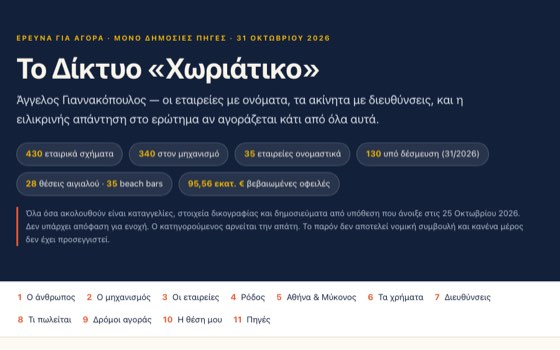 ΕΡΕΥΝΑ ΓΙΑ ΑΓΟΡΑ · ΜΟΝΟ ΔΗΜΟΣΙΕΣ ΠΗΓΕΣ · 31 ΟΚΤΩΒΡΙΟΥ 2026
Το Δίκτυο «Χωριάτικο»
Άγγελος Γιαννακόπουλος — οι εταιρείες με ονόματα, τα ακίνητα με διευθύνσεις, και η
ειλικρινής απάντηση στο ερώτημα αν αγοράζεται κάτι από όλα αυτά.
430 εταιρικά σχήματα 340 στον μηχανισμό 35 εταιρείες ονομαστικά 130 υπό δέσμευση (31/2026)
28 θέσεις αιγιαλού · 35 beach bars 95,56 εκατ. € βεβαιωμένες οφειλές
Όλα όσα ακολουθούν είναι καταγγελίες, στοιχεία δικογραφίας και δημοσιεύματα από υπόθεση που άνοιξε στις 25 Οκτωβρίου 2026.
Δεν υπάρχει απόφαση για ενοχή. Ο κατηγορούμενος αρνείται την απάτη. Το παρόν δεν αποτελεί νομική συμβουλή και κανένα μέρος
δεν έχει προσεγγιστεί.
1 Ο άνθρωπος 2 Ο μηχανισμός 3 Οι εταιρείες 4 Ρόδος 5 Αθήνα & Μύκονος 6 Τα χρήματα 7 Διευθύνσεις
8 Τι πωλείται 9 Δρόμοι αγοράς 10 Η θέση μου 11 Πηγές